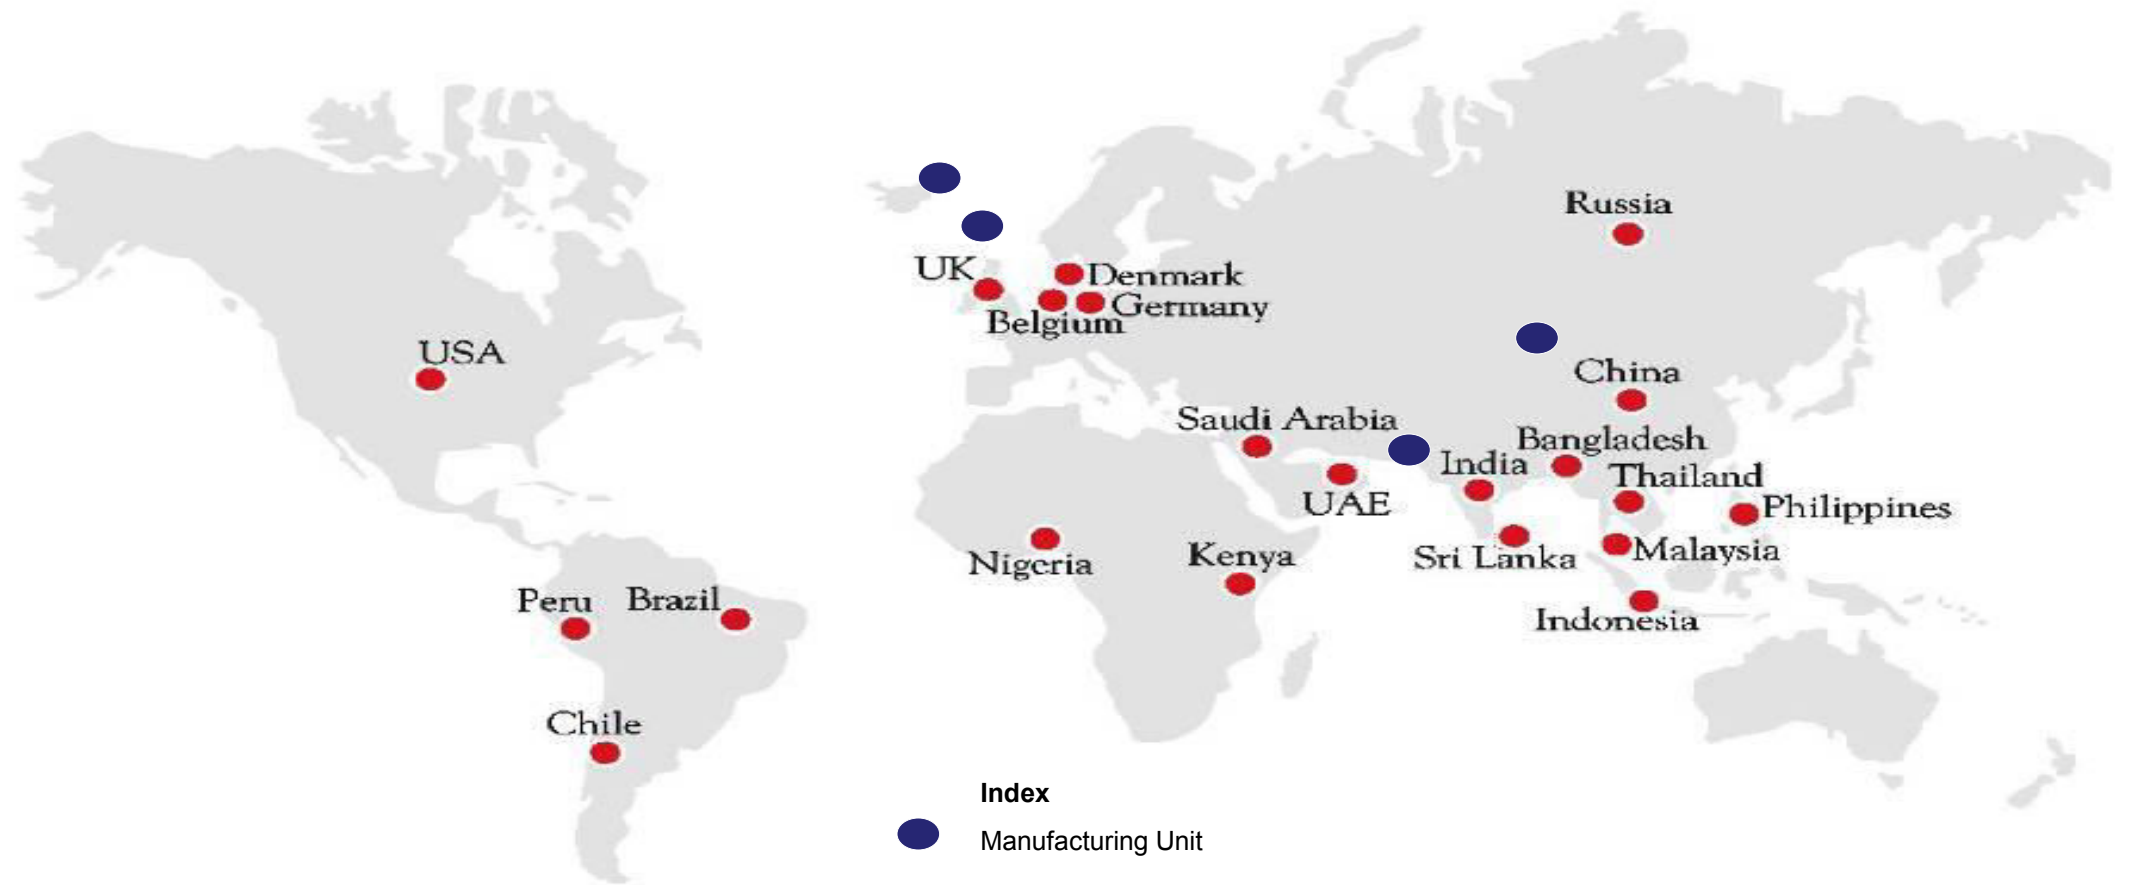 Russia
UK
Denmark
Germany
Belgium
USA
China
Saudi Arabia
Bangladesh
India
Thailand
UAE
Philippines
Nigeria
Kenya
Sri Lanka
Malaysia
Peru
Brazil
Indonesia
Chile
Index
Manufacturing Unit